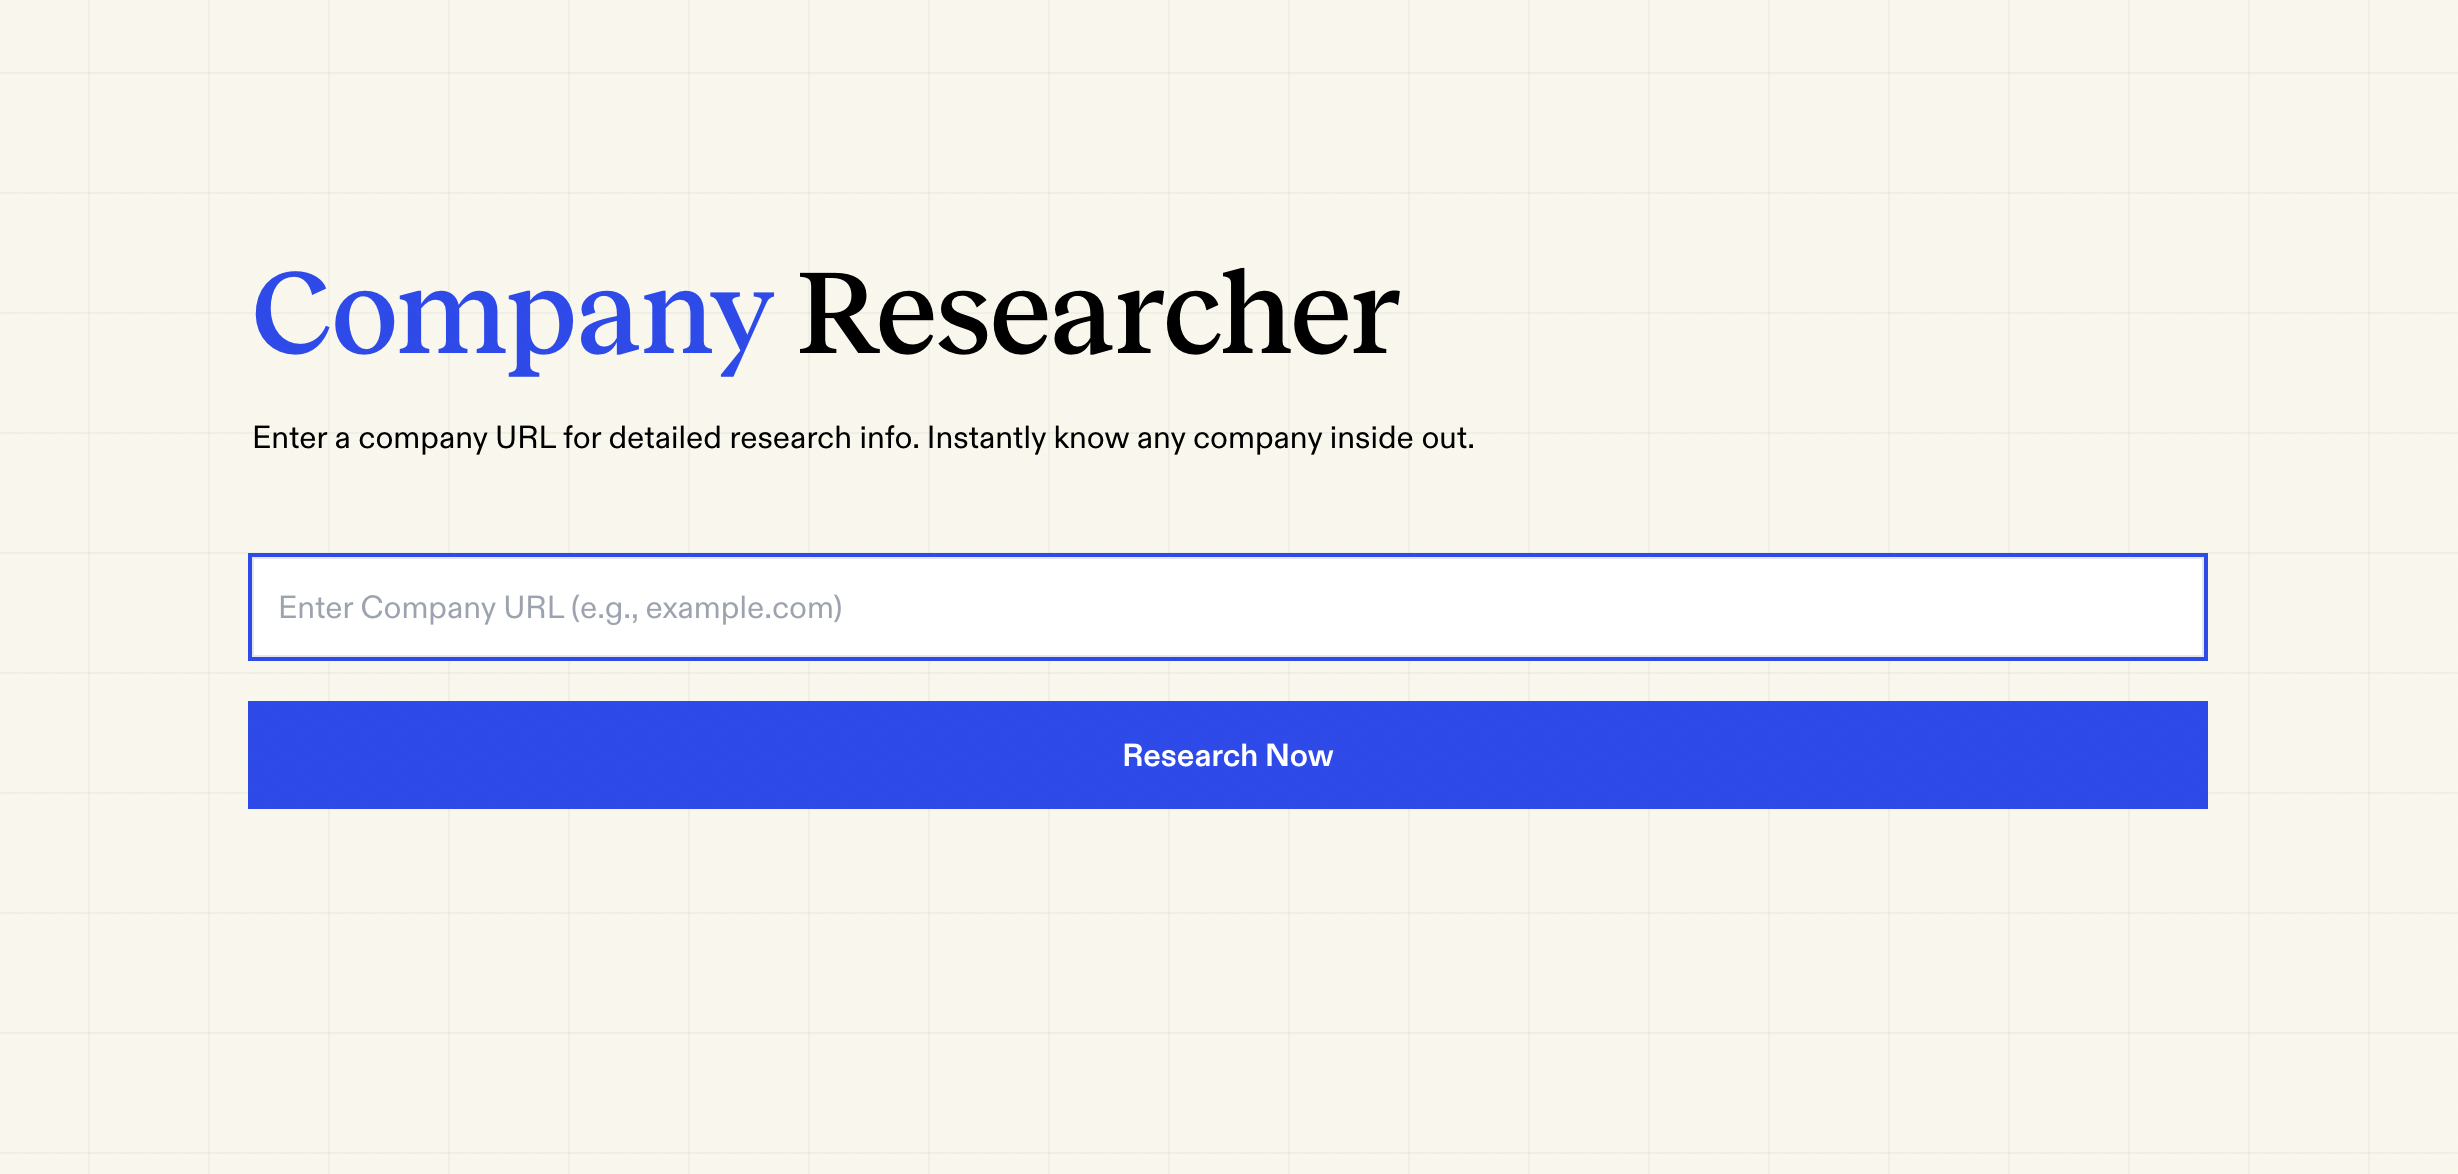 Company Researcher
Enter a company URL for detailed research info. Instantly know any company inside out.
Enter Company URL (e.g., example.com)
Research Now